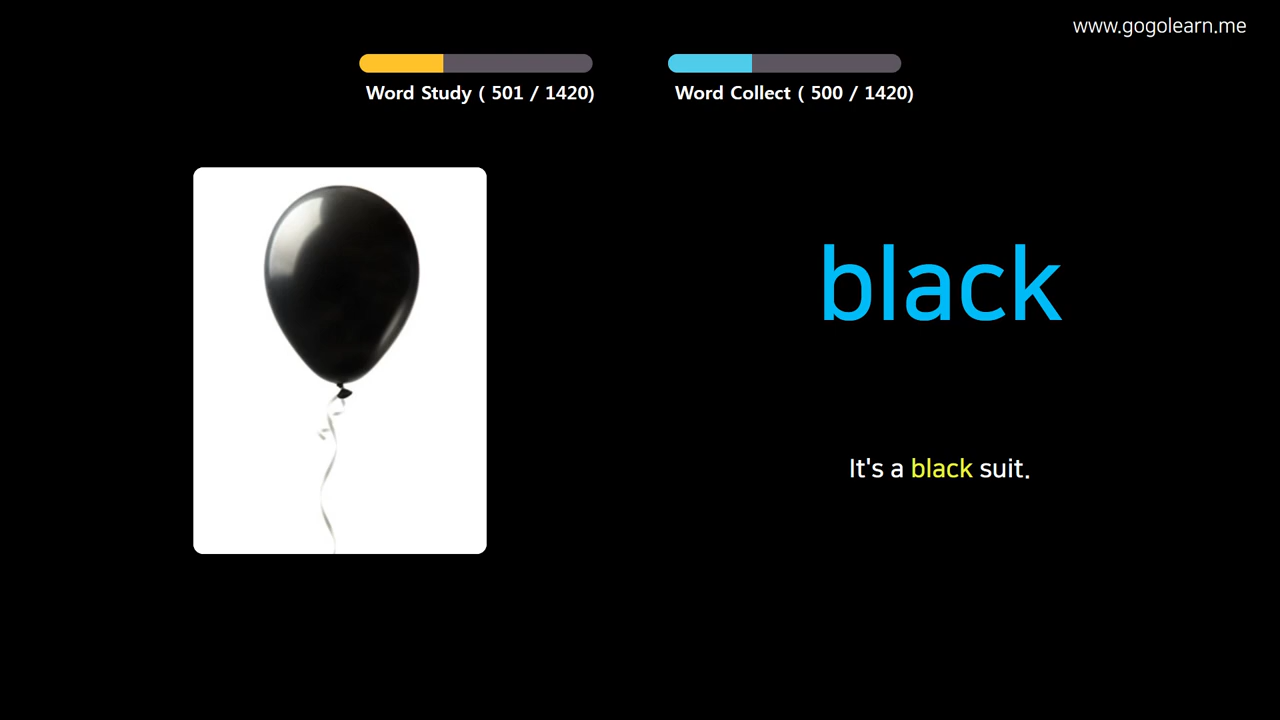 www.gogolearn.me
Word Study ( 501 / 1420)
Word Collect ( 500 / 1420)
black
It's a black suit.